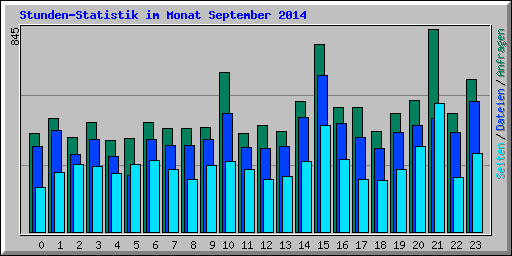 Stunden-Statistik im Monat September 2014
845
Seiten/Dateien/Anfragen
0 1 2 3 4 5 6 7 8 9 10 11 12 13 14 15 16 17 18 19 20 21 22 23